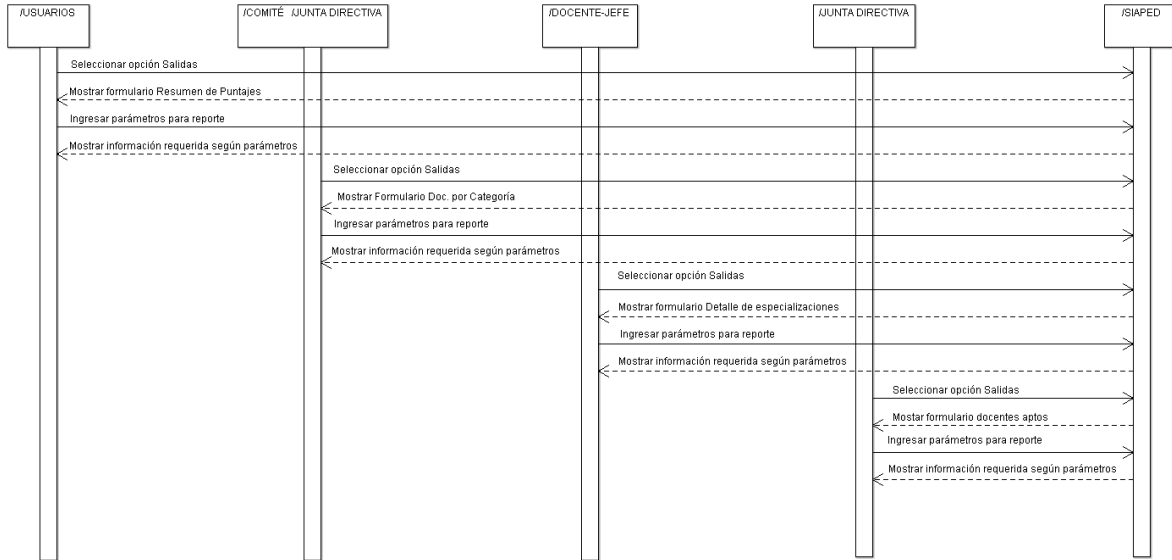 /USUARIOS
/COMITÉ /JUNTA DIRECTIVA
/DOCENTE-JEFE
/JUNTA DIRECTIVA
/SIAPED
Seleccionar opción Salidas
Mostrar formulario Resumen de Puntajes
Ingresar parámetros para reporte
Mostrar información requerida según parámetros
Seleccionar opción Salidas
Mostrar Formulario Doc. por Categoría
Ingresar parámetros para reporte
Mostrar información requerida según parámetros
Seleccionar opción Salidas
Mostrar formulario Detalle de especializaciones
Ingresar parámetros para reporte
Mostrar información requerida según parámetros
Seleccionar opción Salidas
Mostar formulario docentes aptos
Ingresar parámetros para reporte
Mostrar información requerida según parámetros